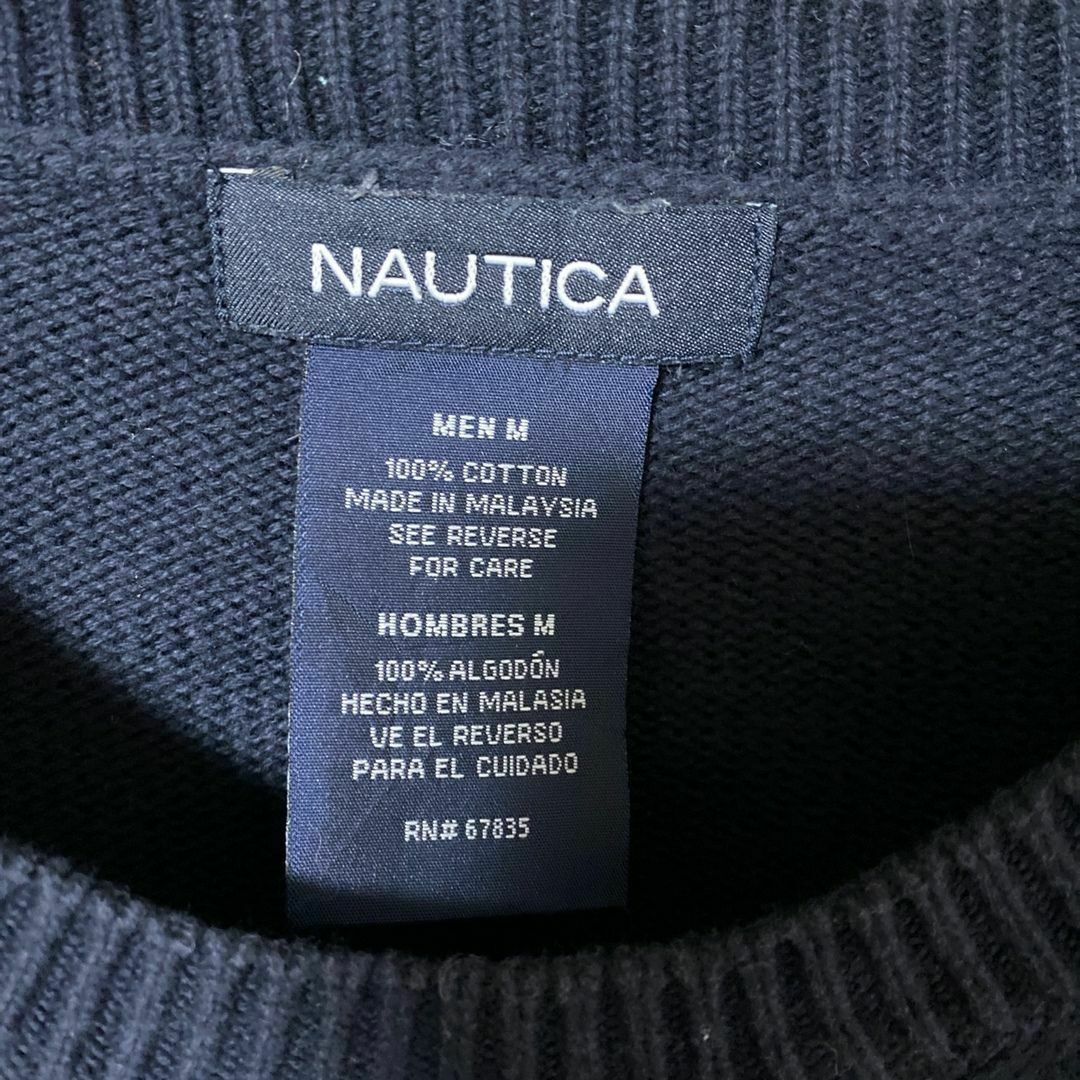 NAUTICA
MEN M
100% COTTON
MADE IN MALAYSIA
SEE REVERSE
FOR CARE
HOMBRES M
100% ALGODÓN
HECHO EN MALASIA
VE EL REVERSO
PARA EL CUIDADO
RN# 67835